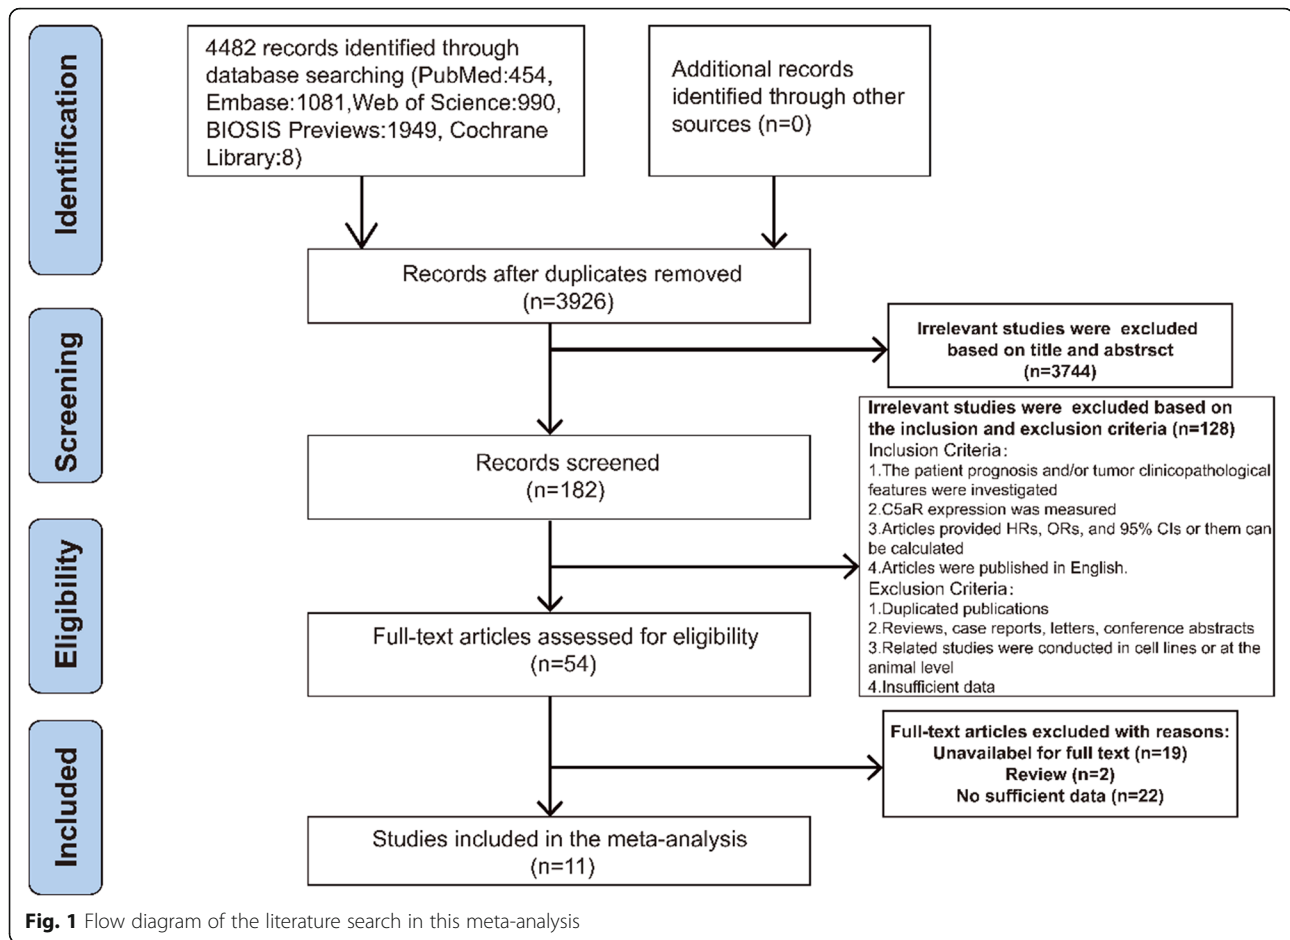 Identification
4482 records identified through
database searching (PubMed:454,
Embase:1081,Web of Science:990,
BIOSIS Previews:1949, Cochrane
Library:8)
Additional records
identified through other
sources (n=0)
Records after duplicates removed
(n=3926)
Screening
Irrelevant studies were excluded
based on title and abstrsct
(n=3744)
Records screened
(n=182)
Irrelevant studies were excluded based on
the inclusion and exclusion criteria (n=128)
Inclusion Criteria:
1.The patient prognosis and/or tumor clinicopathological
features were investigated
2.C5aR expression was measured
3.Articles provided HRs, ORs, and 95% CIs or them can
be calculated
4.Articles were published in English.
Exclusion Criteria:
1.Duplicated publications
2.Reviews, case reports, letters, conference abstracts
3.Related studies were conducted in cell lines or at the
animal level
4.Insufficient data
Eligibility
Full-text articles assessed for eligibility
(n=54)
Full-text articles excluded with reasons:
Unavailabel for full text (n=19)
Review (n=2)
No sufficient data (n=22)
Included
Studies included in the meta-analysis
(n=11)
Fig. 1 Flow diagram of the literature search in this meta-analysis